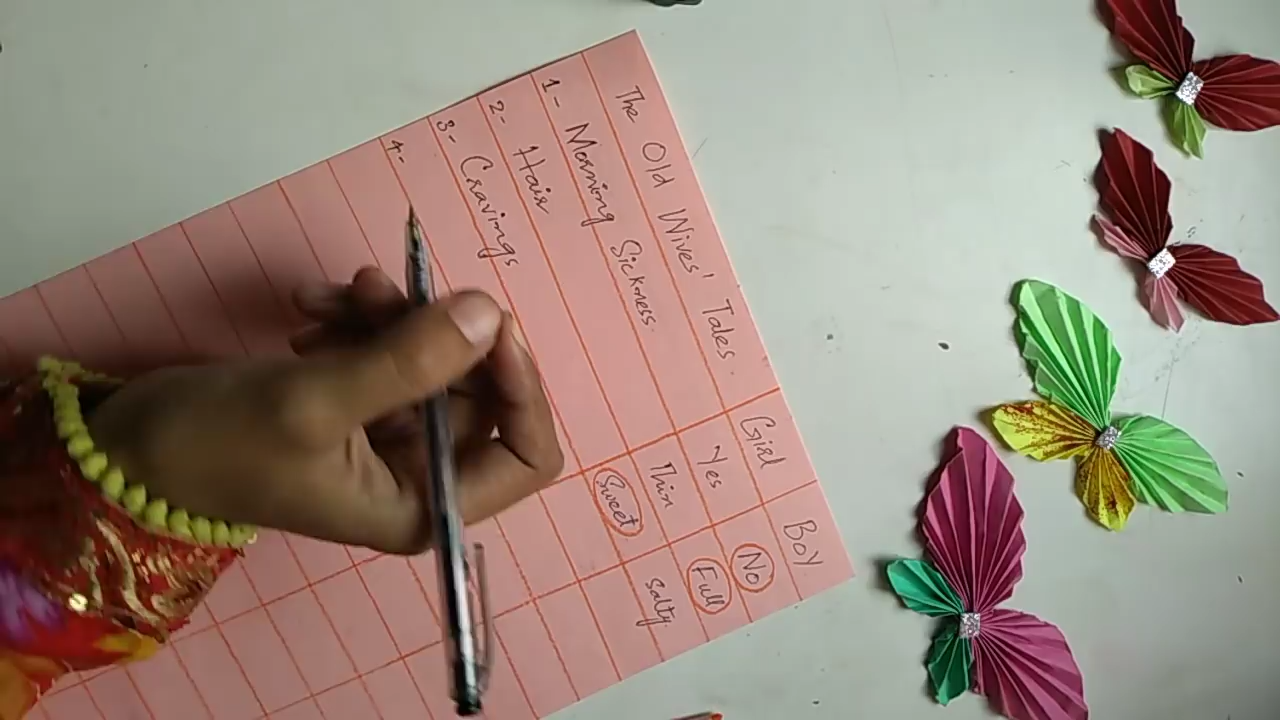 The Old Wives' Tales. Girl BoY
1- Morning Sickness. Yes No
2- Hair Thin Full
3- Cravings Sweet Salty
4-